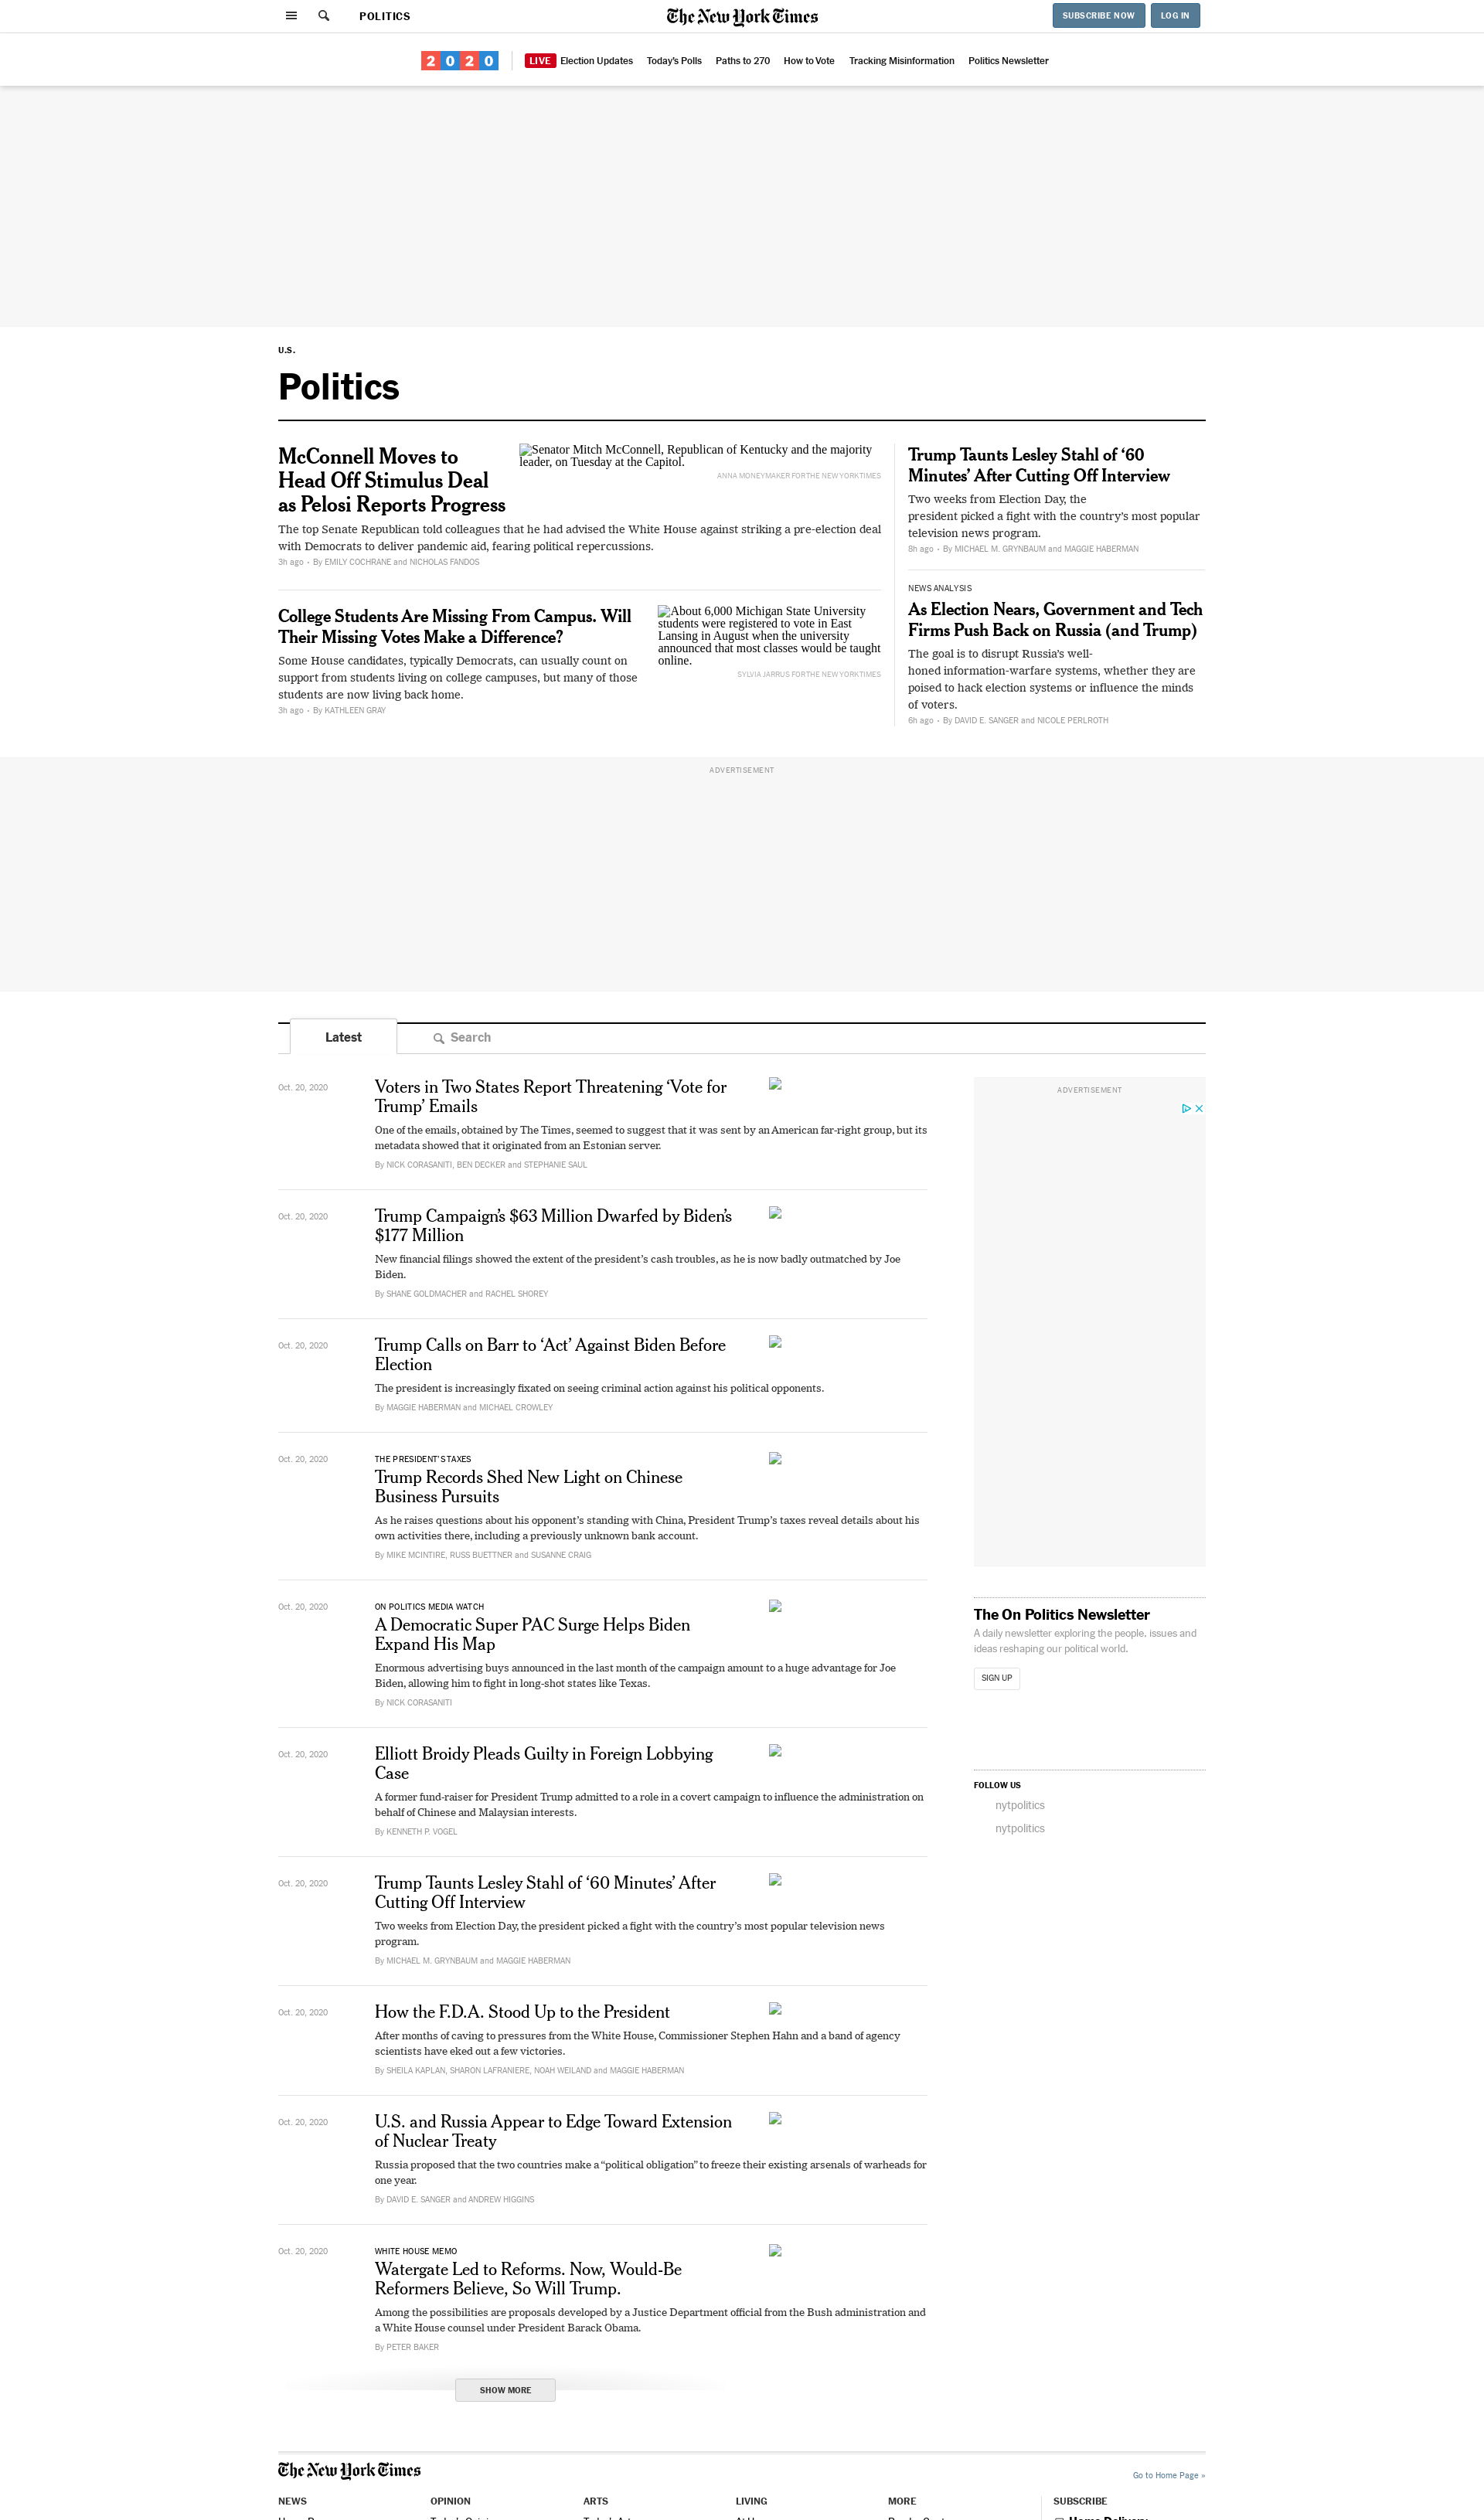 POLITICS
The New York Times
SUBSCRIBE NOW
LOG IN
2020
LIVE Election Updates
Today's Polls
Paths to 270
How to Vote
Tracking Misinformation
Politics Newsletter
U.S.
Politics
McConnell Moves to
Head Off Stimulus Deal
as Pelosi Reports Progress
Senator Mitch McConnell, Republican of Kentucky and the majority
leader, on Tuesday at the Capitol.
ANNA MONEYMAKER FOR THE NEW YORK TIMES
The top Senate Republican told colleagues that he had advised the White House against striking a pre-election deal
with Democrats to deliver pandemic aid, fearing political repercussions.
3h ago • By EMILY COCHRANE and NICHOLAS FANDOS
College Students Are Missing From Campus. Will
Their Missing Votes Make a Difference?
Some House candidates, typically Democrats, can usually count on
support from students living on college campuses, but many of those
students are now living back home.
3h ago • By KATHLEEN GRAY
About 6,000 Michigan State University
students were registered to vote in East
Lansing in August when the university
announced that most classes would be taught
online.
SYLVIA JARRUS FOR THE NEW YORK TIMES
Trump Taunts Lesley Stahl of ‘60
Minutes’ After Cutting Off Interview
Two weeks from Election Day, the
president picked a fight with the country’s most popular
television news program.
8h ago • By MICHAEL M. GRYNBAUM and MAGGIE HABERMAN
NEWS ANALYSIS
As Election Nears, Government and Tech
Firms Push Back on Russia (and Trump)
The goal is to disrupt Russia’s well-
honed information-warfare systems, whether they are
poised to hack election systems or influence the minds
of voters.
6h ago • By DAVID E. SANGER and NICOLE PERLROTH
ADVERTISEMENT
Latest
Search
Oct. 20, 2020
Voters in Two States Report Threatening ‘Vote for
Trump’ Emails
One of the emails, obtained by The Times, seemed to suggest that it was sent by an American far-right group, but its
metadata showed that it originated from an Estonian server.
By NICK CORASANITI, BEN DECKER and STEPHANIE SAUL
Oct. 20, 2020
Trump Campaign’s $63 Million Dwarfed by Biden’s
$177 Million
New financial filings showed the extent of the president’s cash troubles, as he is now badly outmatched by Joe
Biden.
By SHANE GOLDMACHER and RACHEL SHOREY
Oct. 20, 2020
Trump Calls on Barr to ‘Act’ Against Biden Before
Election
The president is increasingly fixated on seeing criminal action against his political opponents.
By MAGGIE HABERMAN and MICHAEL CROWLEY
Oct. 20, 2020
THE PRESIDENT’S TAXES
Trump Records Shed New Light on Chinese
Business Pursuits
As he raises questions about his opponent’s standing with China, President Trump’s taxes reveal details about his
own activities there, including a previously unknown bank account.
By MIKE MCINTIRE, RUSS BUETTNER and SUSANNE CRAIG
Oct. 20, 2020
ON POLITICS MEDIA WATCH
A Democratic Super PAC Surge Helps Biden
Expand His Map
Enormous advertising buys announced in the last month of the campaign amount to a huge advantage for Joe
Biden, allowing him to fight in long-shot states like Texas.
By NICK CORASANITI
Oct. 20, 2020
Elliott Broidy Pleads Guilty in Foreign Lobbying
Case
A former fund-raiser for President Trump admitted to a role in a covert campaign to influence the administration on
behalf of Chinese and Malaysian interests.
By KENNETH P. VOGEL
Oct. 20, 2020
Trump Taunts Lesley Stahl of ‘60 Minutes’ After
Cutting Off Interview
Two weeks from Election Day, the president picked a fight with the country’s most popular television news
program.
By MICHAEL M. GRYNBAUM and MAGGIE HABERMAN
Oct. 20, 2020
How the F.D.A. Stood Up to the President
After months of caving to pressures from the White House, Commissioner Stephen Hahn and a band of agency
scientists have eked out a few victories.
By SHEILA KAPLAN, SHARON LAFRANIERE, NOAH WEILAND and MAGGIE HABERMAN
Oct. 20, 2020
U.S. and Russia Appear to Edge Toward Extension
of Nuclear Treaty
Russia proposed that the two countries make a “political obligation” to freeze their existing arsenals of warheads for
one year.
By DAVID E. SANGER and ANDREW HIGGINS
Oct. 20, 2020
WHITE HOUSE MEMO
Watergate Led to Reforms. Now, Would-Be
Reformers Believe, So Will Trump.
Among the possibilities are proposals developed by a Justice Department official from the Bush administration and
a White House counsel under President Barack Obama.
By PETER BAKER
SHOW MORE
ADVERTISEMENT
The On Politics Newsletter
A daily newsletter exploring the people, issues and
ideas reshaping our political world.
SIGN UP
FOLLOW US
nytpolitics
nytpolitics
The New York Times
Go to Home Page »
NEWS
OPINION
ARTS
LIVING
MORE
SUBSCRIBE